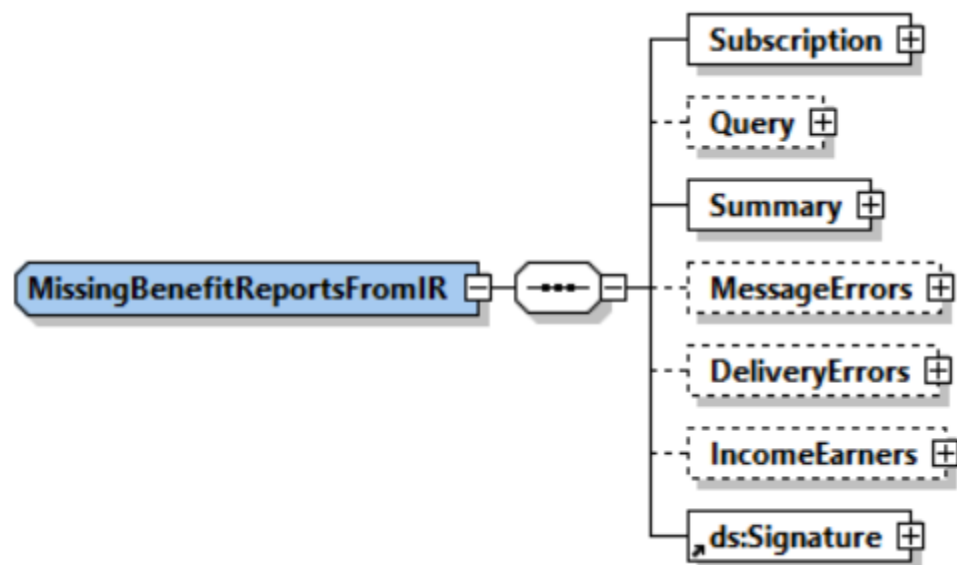 Subscription
Query
Summary
MissingBenefitReportsFromIR
MessageErrors
DeliveryErrors
IncomeEarners
ds:Signature